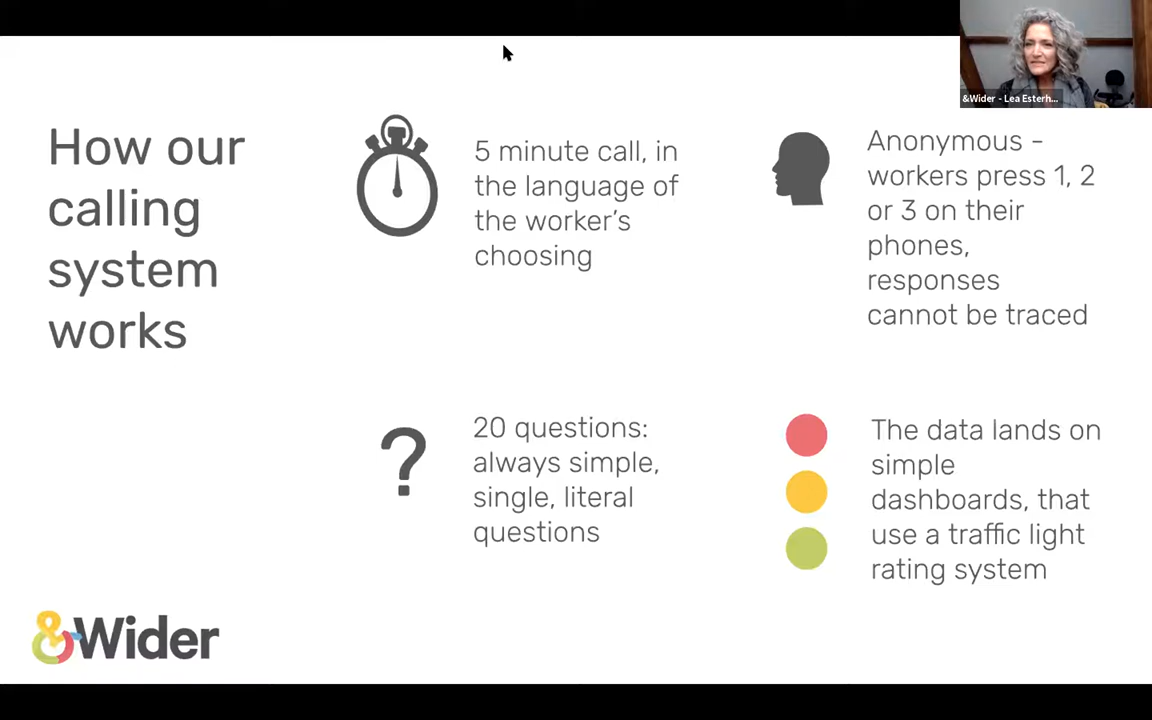 &Wider - Lea Esterh...
How our
calling
system
works
5 minute call, in
the language of
the worker's
choosing
Anonymous -
workers press 1, 2
or 3 on their
phones,
responses
cannot be traced
?
20 questions:
always simple,
single, literal
questions
The data lands on
simple
dashboards, that
use a traffic light
rating system
&Wider